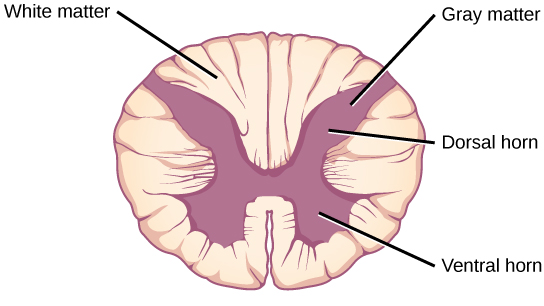 White matter
Gray matter
Dorsal horn
Ventral horn